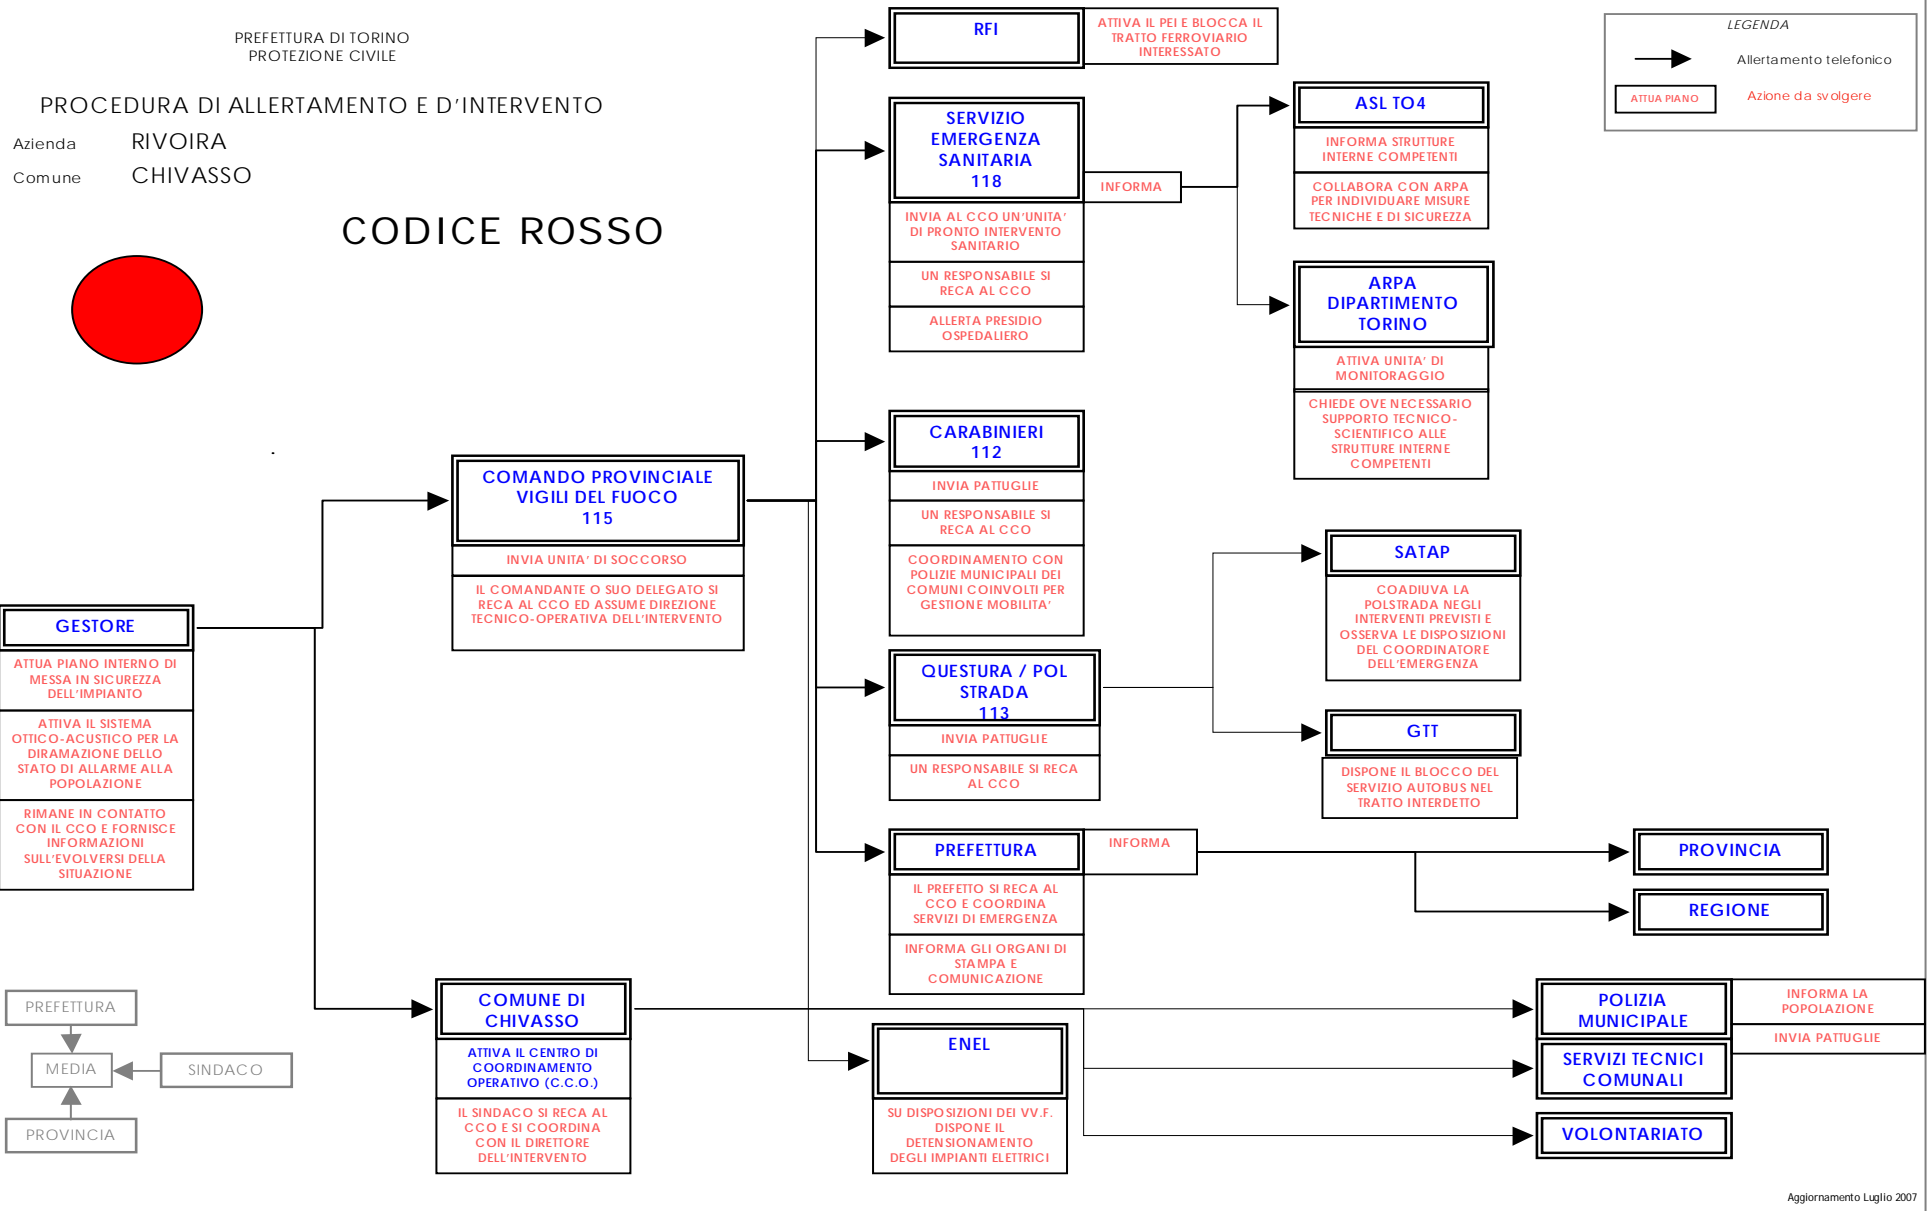 PREFETTURA DI TORINO
PROTEZIONE CIVILE
PROCEDURA DI ALLERTAMENTO E D'INTERVENTO
Azienda RIVOIRA
Comune CHIVASSO
CODICE ROSSO
.
LEGENDA
Allertamento telefonico
ATTUA PIANO
Azione da svolgere
GESTORE
ATTUA PIANO INTERNO DI
MESSA IN SICUREZZA
DELL'IMPIANTO
ATTIVA IL SISTEMA
OTTICO-ACUSTICO PER LA
DIRAMAZIONE DELLO
STATO DI ALLARME ALLA
POPOLAZIONE
RIMANE IN CONTATTO
CON IL CCO E FORNISCE
INFORMAZIONI
SULL'EVOLVERSI DELLA
SITUAZIONE
COMANDO PROVINCIALE
VIGILI DEL FUOCO
115
INVIA UNITA' DI SOCCORSO
IL COMANDANTE O SUO DELEGATO SI
RECA AL CCO ED ASSUME DIREZIONE
TECNICO-OPERATIVA DELL'INTERVENTO
COMUNE DI
CHIVASSO
ATTIVA IL CENTRO DI
COORDINAMENTO
OPERATIVO (C.C.O.)
IL SINDACO SI RECA AL
CCO E SI COORDINA
CON IL DIRETTORE
DELL'INTERVENTO
RFI
ATTIVA IL PEI E BLOCCA IL
TRATTO FERROVIARIO
INTERESSATO
SERVIZIO
EMERGENZA
SANITARIA
118
INFORMA
INVIA AL CCO UN'UNITA'
DI PRONTO INTERVENTO
SANITARIO
UN RESPONSABILE SI
RECA AL CCO
ALLERTA PRESIDIO
OSPEDALIERO
ASL TO4
INFORMA STRUTTURE
INTERNE COMPETENTI
COLLABORA CON ARPA
PER INDIVIDUARE MISURE
TECNICHE E DI SICUREZZA
ARPA
DIPARTIMENTO
TORINO
ATTIVA UNITA' DI
MONITORAGGIO
CHIEDE OVE NECESSARIO
SUPPORTO TECNICO-
SCIENTIFICO ALLE
STRUTTURE INTERNE
COMPETENTI
CARABINIERI
112
INVIA PATTUGLIE
UN RESPONSABILE SI
RECA AL CCO
COORDINAMENTO CON
POLIZIE MUNICIPALI DEI
COMUNI COINVOLTI PER
GESTIONE MOBILITA'
QUESTURA / POL
STRADA
113
INVIA PATTUGLIE
UN RESPONSABILE SI RECA
AL CCO
SATAP
COADIUVA LA
POLSTRADA NEGLI
INTERVENTI PREVISTI E
OSSERVA LE DISPOSIZIONI
DEL COORDINATORE
DELL'EMERGENZA
GTT
DISPONE IL BLOCCO DEL
SERVIZIO AUTOBUS NEL
TRATTO INTERDETTO
PREFETTURA
INFORMA
IL PREFETTO SI RECA AL
CCO E COORDINA
SERVIZI DI EMERGENZA
INFORMA GLI ORGANI DI
STAMPA E
COMUNICAZIONE
PROVINCIA
REGIONE
ENEL
SU DISPOSIZIONI DEI VV.F.
DISPONE IL
DETENSIONAMENTO
DEGLI IMPIANTI ELETTRICI
POLIZIA
MUNICIPALE
INFORMA LA
POPOLAZIONE
INVIA PATTUGLIE
SERVIZI TECNICI
COMUNALI
VOLONTARIATO
PREFETTURA
MEDIA
SINDACO
PROVINCIA
Aggiornamento Luglio 2007